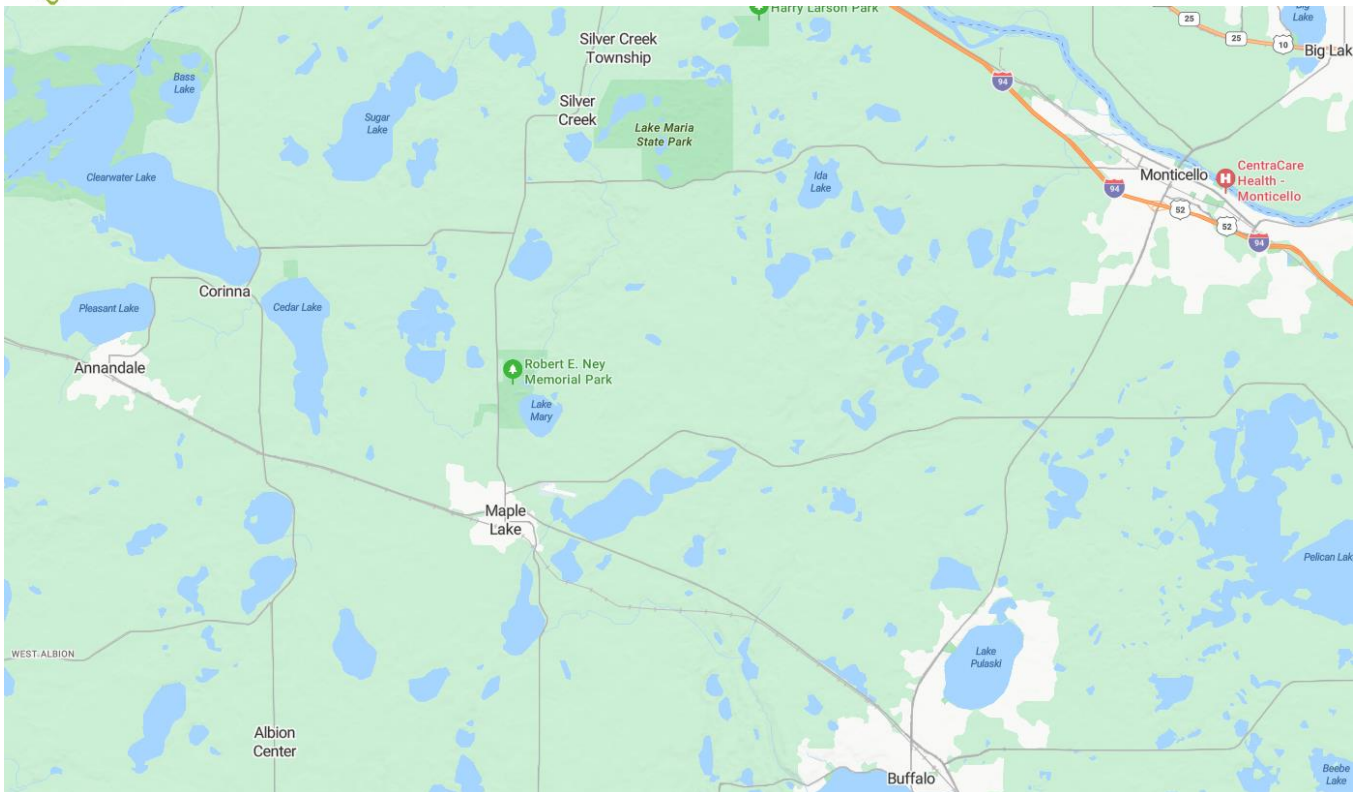 Harry Larson Park
25
25
10
Big
Lake
Big Lak
Silver Creek
Township
Bass
Lake
94
Sugar
Lake
Silver
Creek
Lake Maria
State Park
Clearwater Lake
Ida
Lake
94
Monticello
H
CentraCare
Health -
Monticello
52
52
94
Corinna
Pleasant Lake
Cedar Lake
Annandale
Robert E. Ney
Memorial Park
Lake
Mary
Maple
Lake
Pelican Lak
WEST ALBION
Lake
Pulaski
Albion
Center
Buffalo
Beebe
Lake